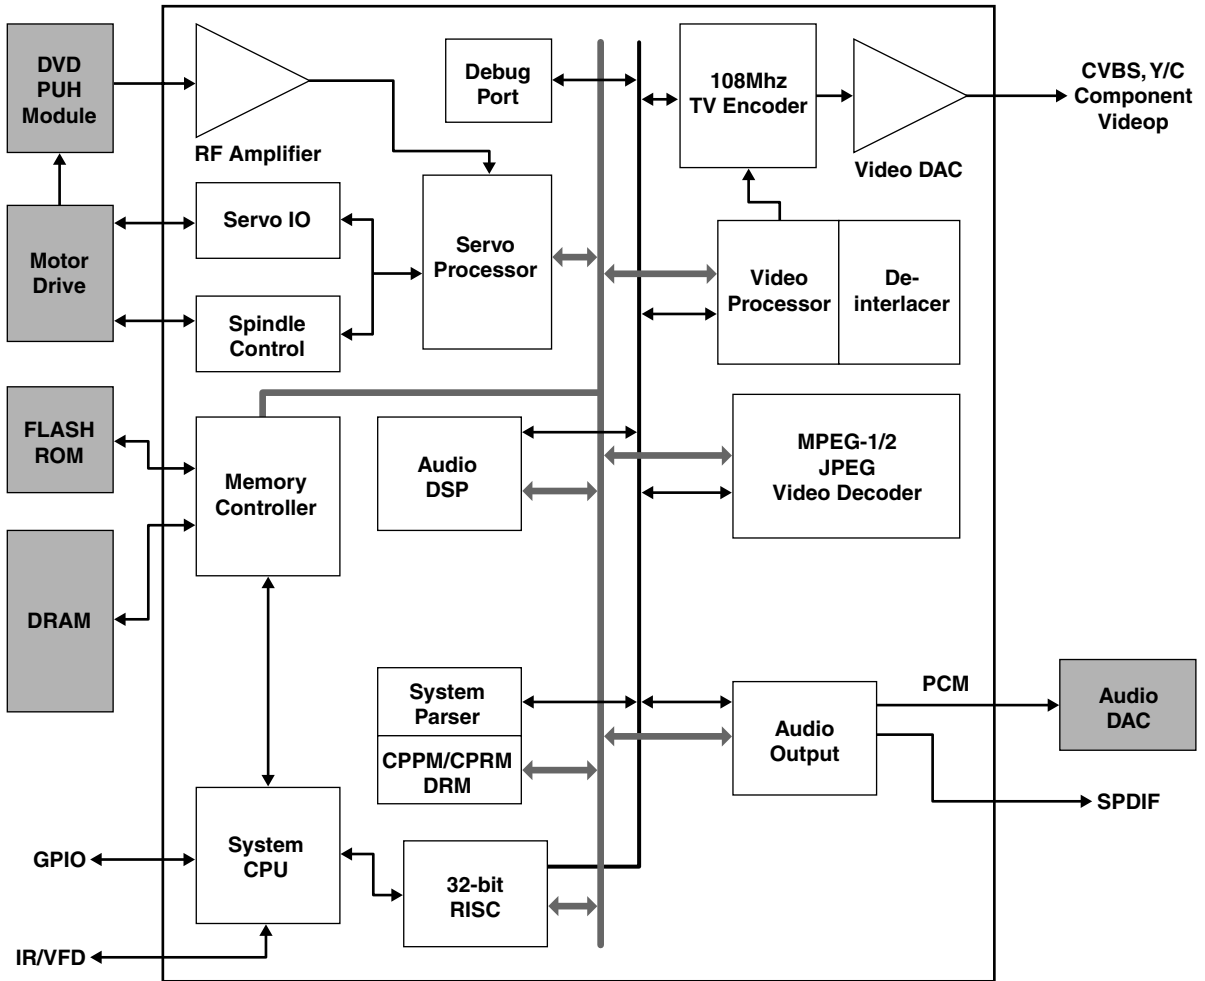 DVD
PUH
Module
RF Amplifier
Debug
Port
108Mhz
TV Encoder
Video DAC
CVBS, Y/C
Component
Videop
Motor
Drive
Servo IO
Spindle
Control
Servo
Processor
Video
Processor
De-
interlacer
FLASH
ROM
Memory
Controller
Audio
DSP
MPEG-1/2
JPEG
Video Decoder
DRAM
System
Parser
CPPM/CPRM
DRM
Audio
Output
PCM
Audio
DAC
SPDIF
GPIO
System
CPU
32-bit
RISC
IR/VFD